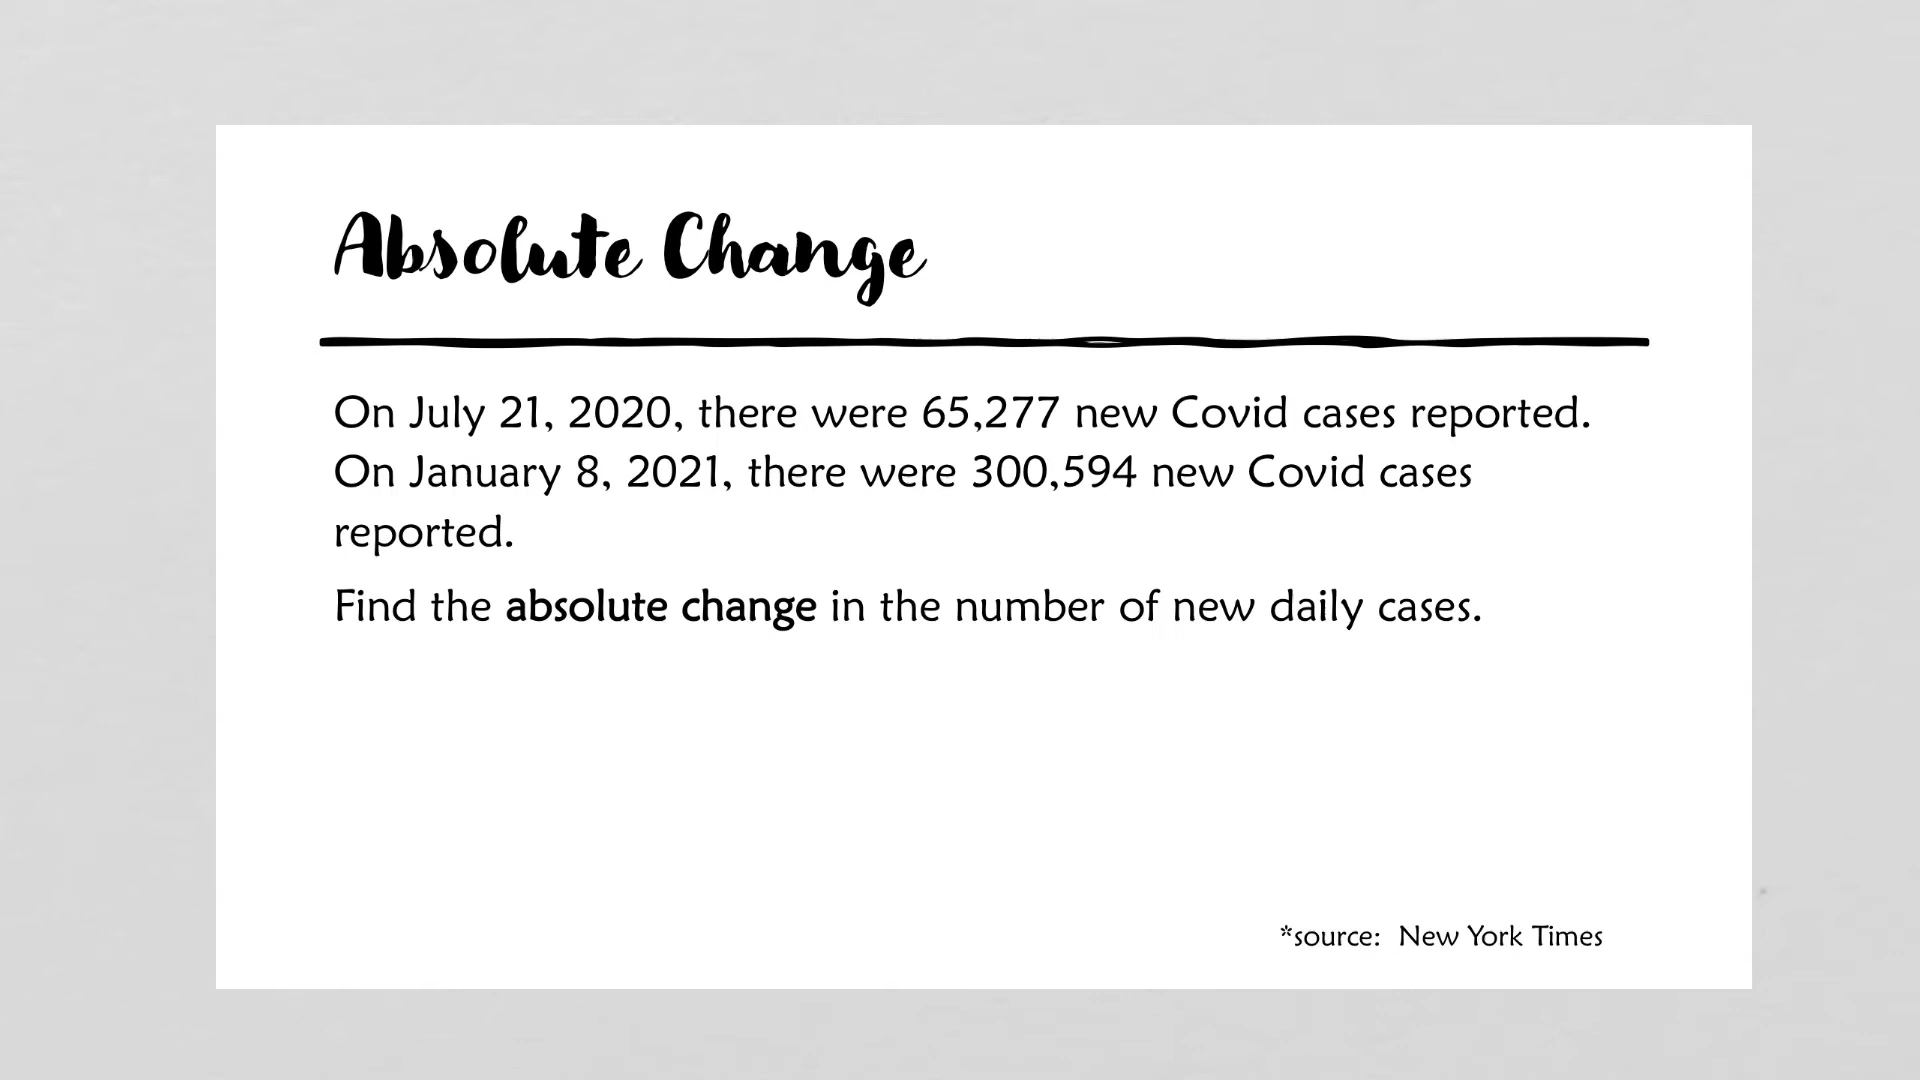 Absolute Change
On July 21, 2020, there were 65,277 new Covid cases reported.
On January 8, 2021, there were 300,594 new Covid cases
reported.
Find the absolute change in the number of new daily cases.
*source: New York Times